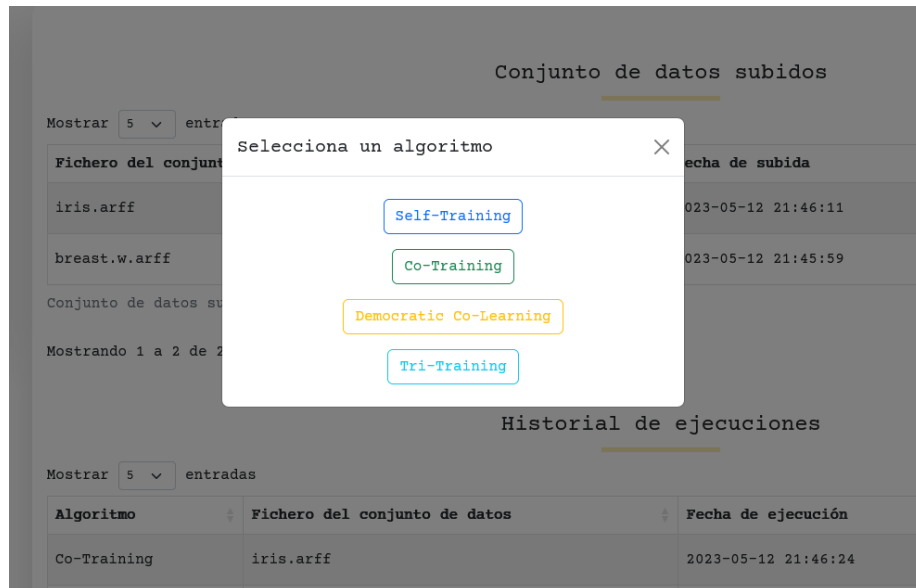 Conjunto de datos subidos
Mostrar 5 entr
Selecciona un algoritmo
Fichero del conjunt
echa de subida
Self-Training
iris.arff
023-05-12 21:46:11
Co-Training
breast.w.arff
023-05-12 21:45:59
Conjunto de datos su
Democratic Co-Learning
Mostrando 1 a 2 de 2
Tri-Training
Historial de ejecuciones
Mostrar 5 entradas
Algoritmo Fichero del conjunto de datos Fecha de ejecución
Co-Training iris.arff 2023-05-12 21:46:24